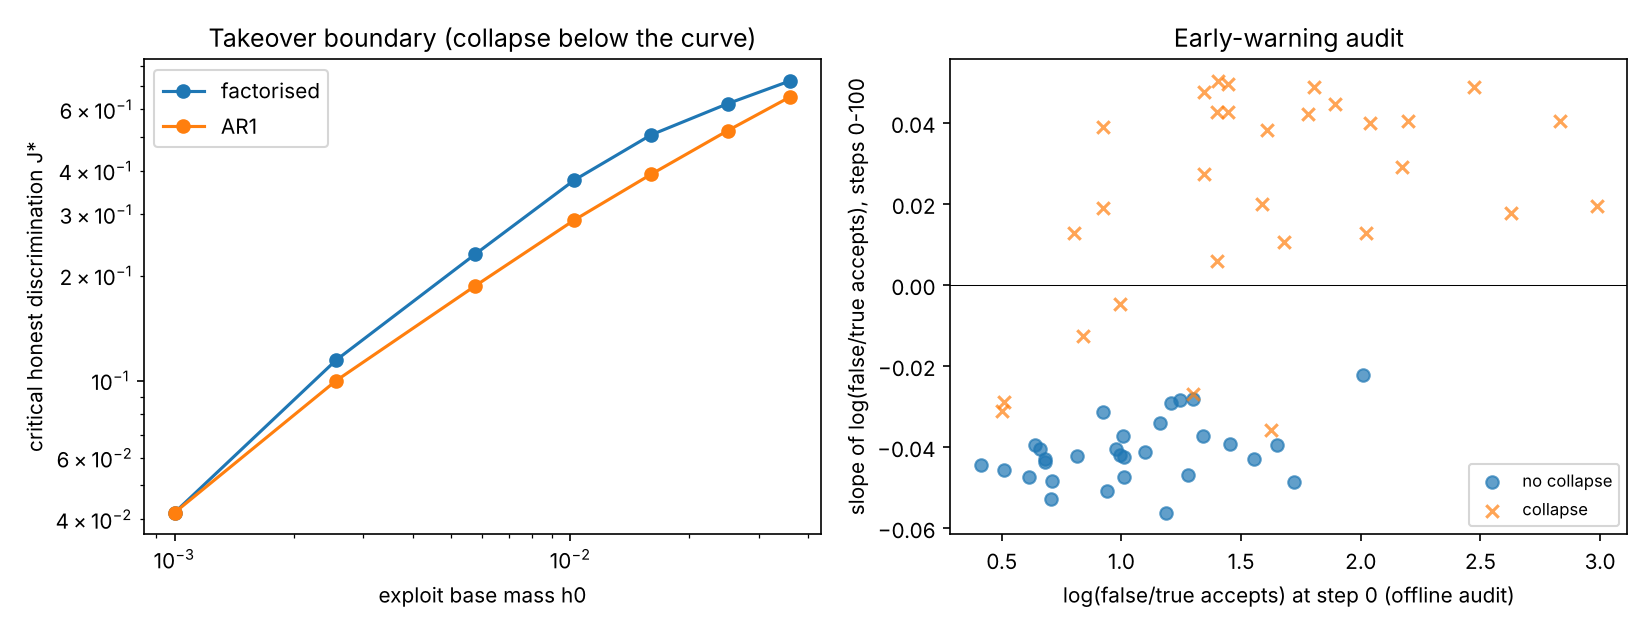 Takeover boundary (collapse below the curve)
factorised
AR1
6 × 10⁻¹
4 × 10⁻¹
3 × 10⁻¹
2 × 10⁻¹
10⁻¹
6 × 10⁻²
4 × 10⁻²
critical honest discrimination J*
10⁻³
10⁻²
exploit base mass h0
Early-warning audit
0.04
0.02
0.00
−0.02
−0.04
−0.06
slope of log(false/true accepts), steps 0-100
no collapse
collapse
0.5
1.0
1.5
2.0
2.5
3.0
log(false/true accepts) at step 0 (offline audit)